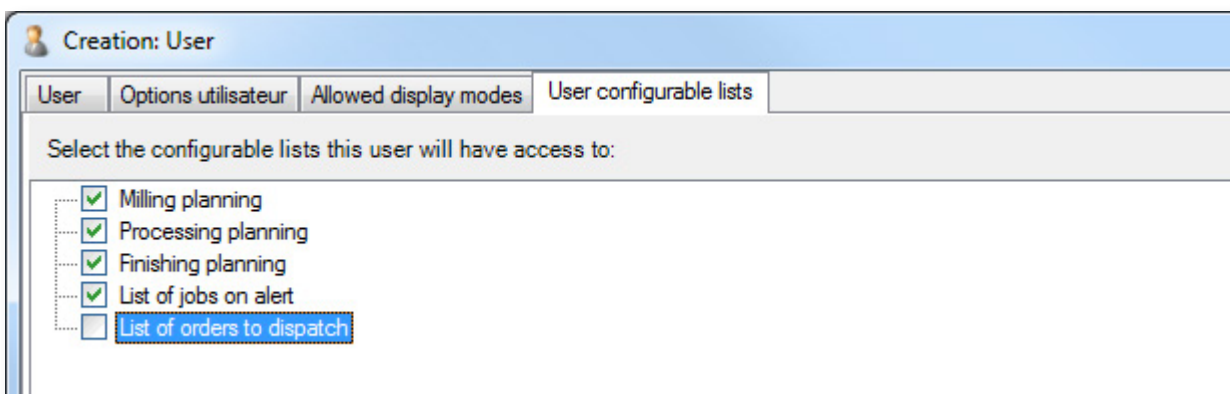 Creation: User
User Options utilisateur Allowed display modes User configurable lists
Select the configurable lists this user will have access to:
Milling planning
Processing planning
Finishing planning
List of jobs on alert
List of orders to dispatch